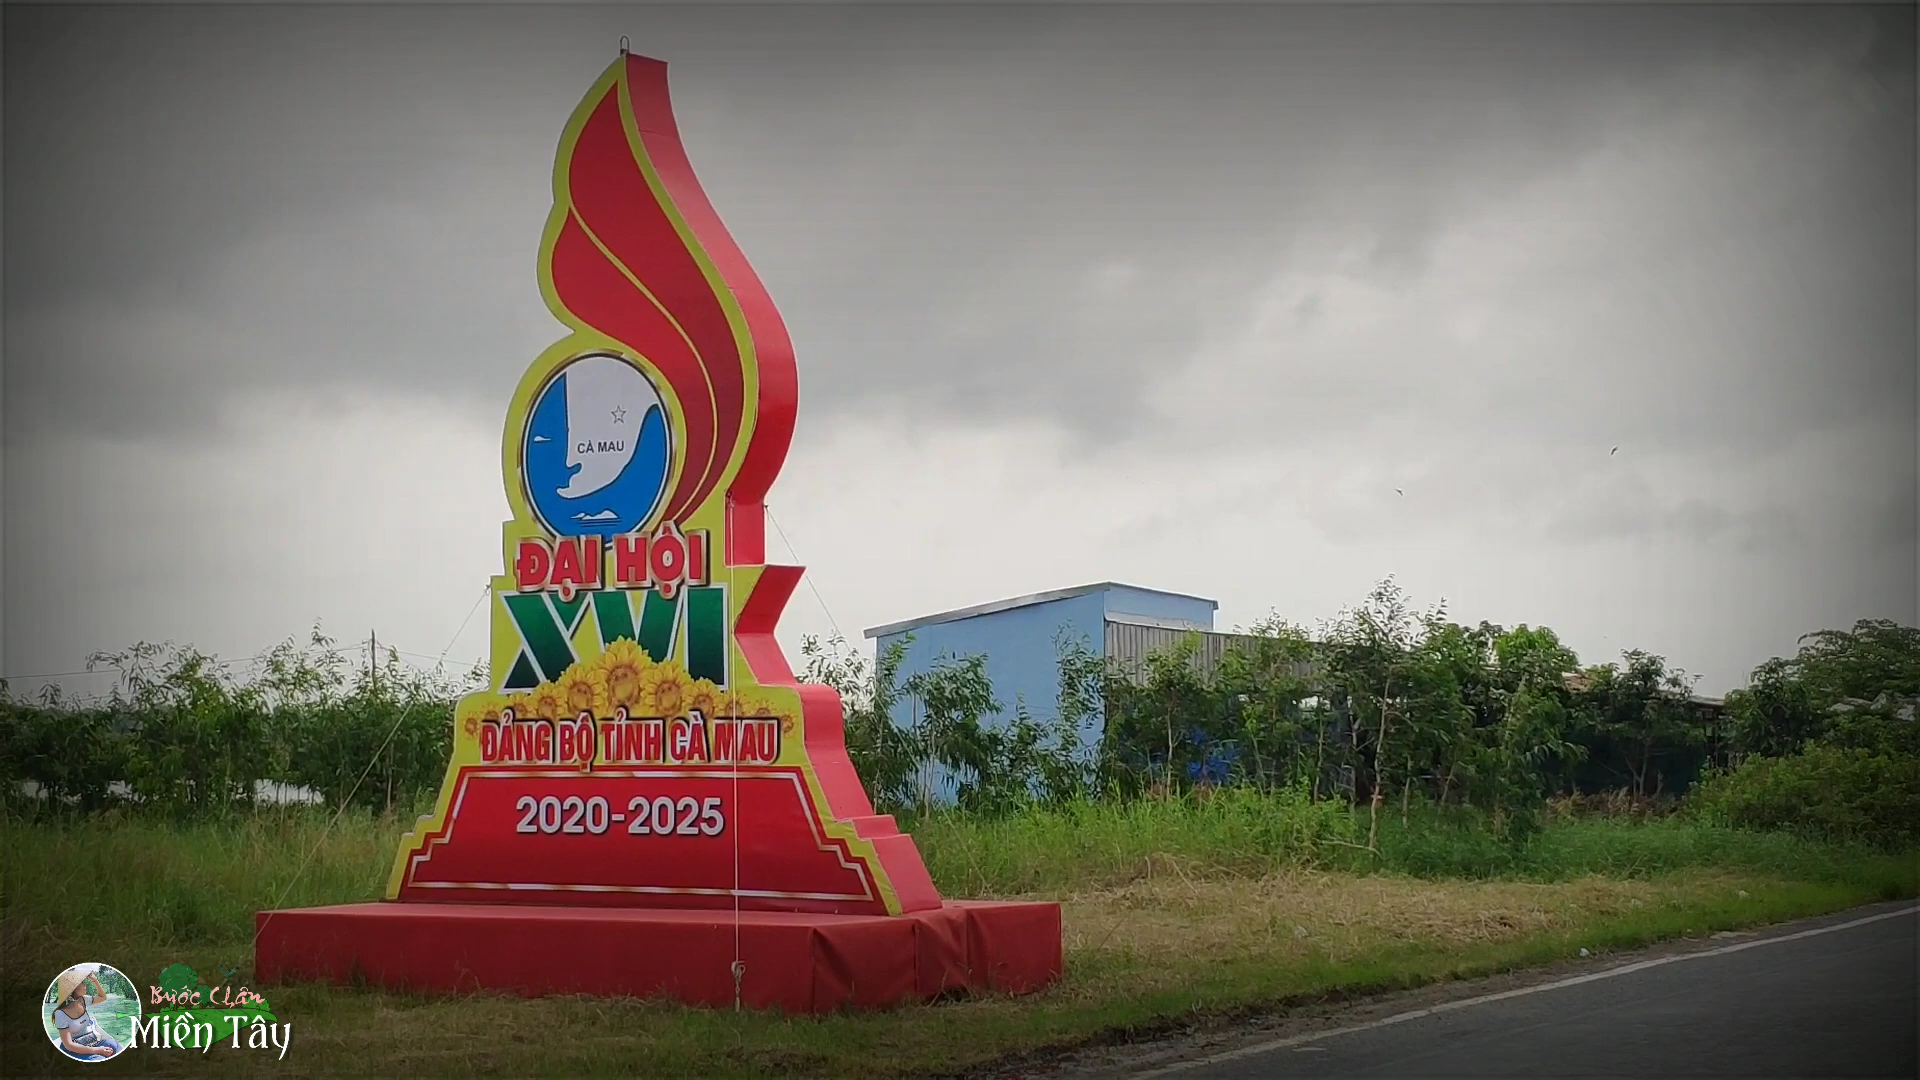 CÀ MAU
ĐẠI HỘI
XVI
ĐẢNG BỘ TỈNH CÀ MAU
2020-2025
Bước Chân
Miền Tây